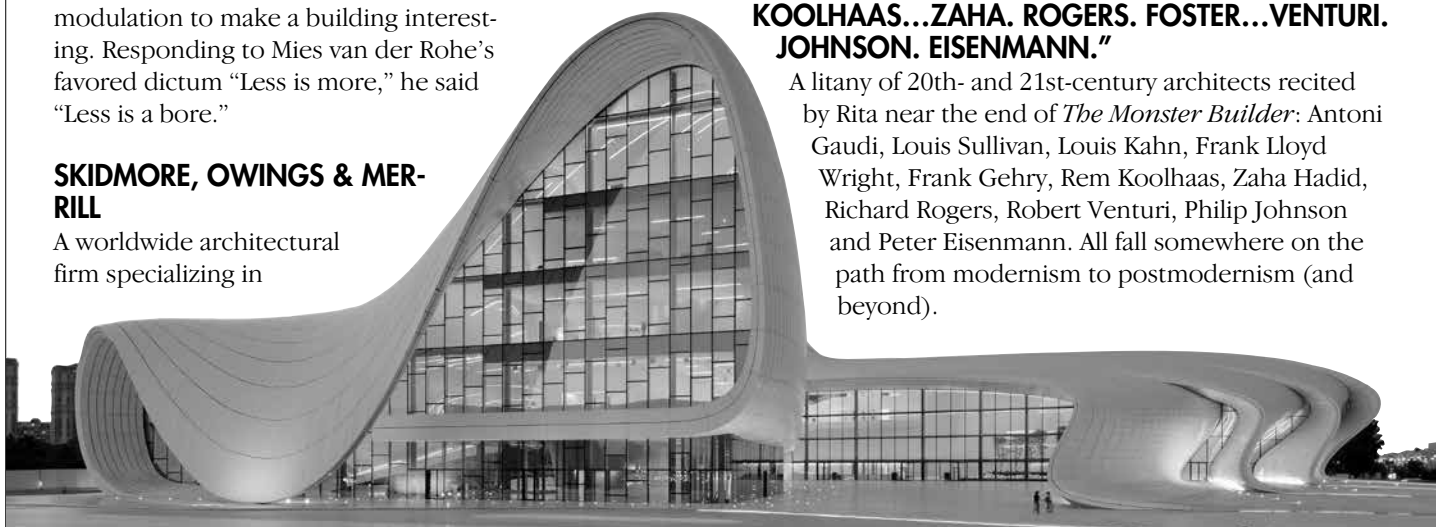 modulation to make a building interest-
ing. Responding to Mies van der Rohe’s
favored dictum “Less is more,” he said
“Less is a bore.”
SKIDMORE, OWINGS & MER-
RILL
A worldwide architectural
firm specializing in
KOOLHAAS…ZAHA. ROGERS. FOSTER…VENTURI.
JOHNSON. EISENMANN.”
A litany of 20th- and 21st-century architects recited
by Rita near the end of The Monster Builder: Antoni
Gaudi, Louis Sullivan, Louis Kahn, Frank Lloyd
Wright, Frank Gehry, Rem Koolhaas, Zaha Hadid,
Richard Rogers, Robert Venturi, Philip Johnson
and Peter Eisenmann. All fall somewhere on the
path from modernism to postmodernism (and
beyond).